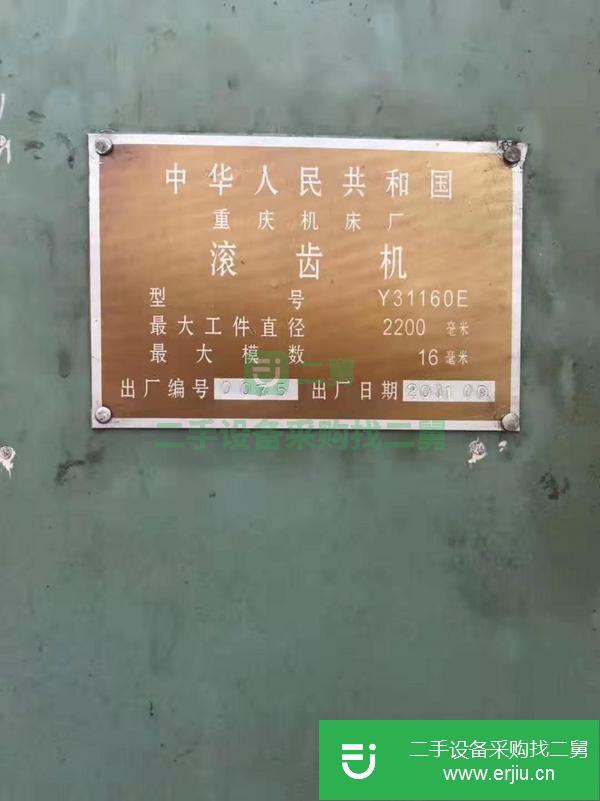 中华人民共和国
重庆机床厂
滚齿机
型号 Y31160E
最大工件直径 2200 毫米
最大模数 16 毫米
出厂编号 0075 出厂日期 2011 09
二舅
二手设备采购找二舅
二手设备采购找二舅
www.erjiu.cn